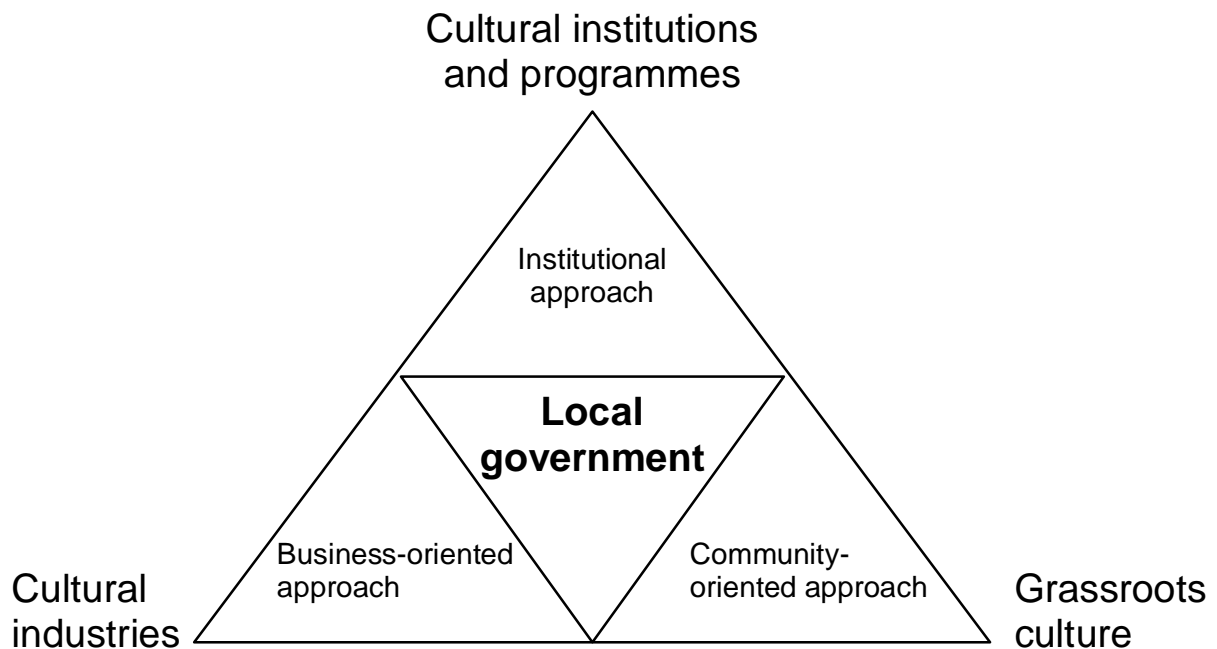 Cultural institutions
and programmes
Institutional
approach
Local
government
Business-oriented
approach
Community-
oriented approach
Cultural
industries
Grassroots
culture